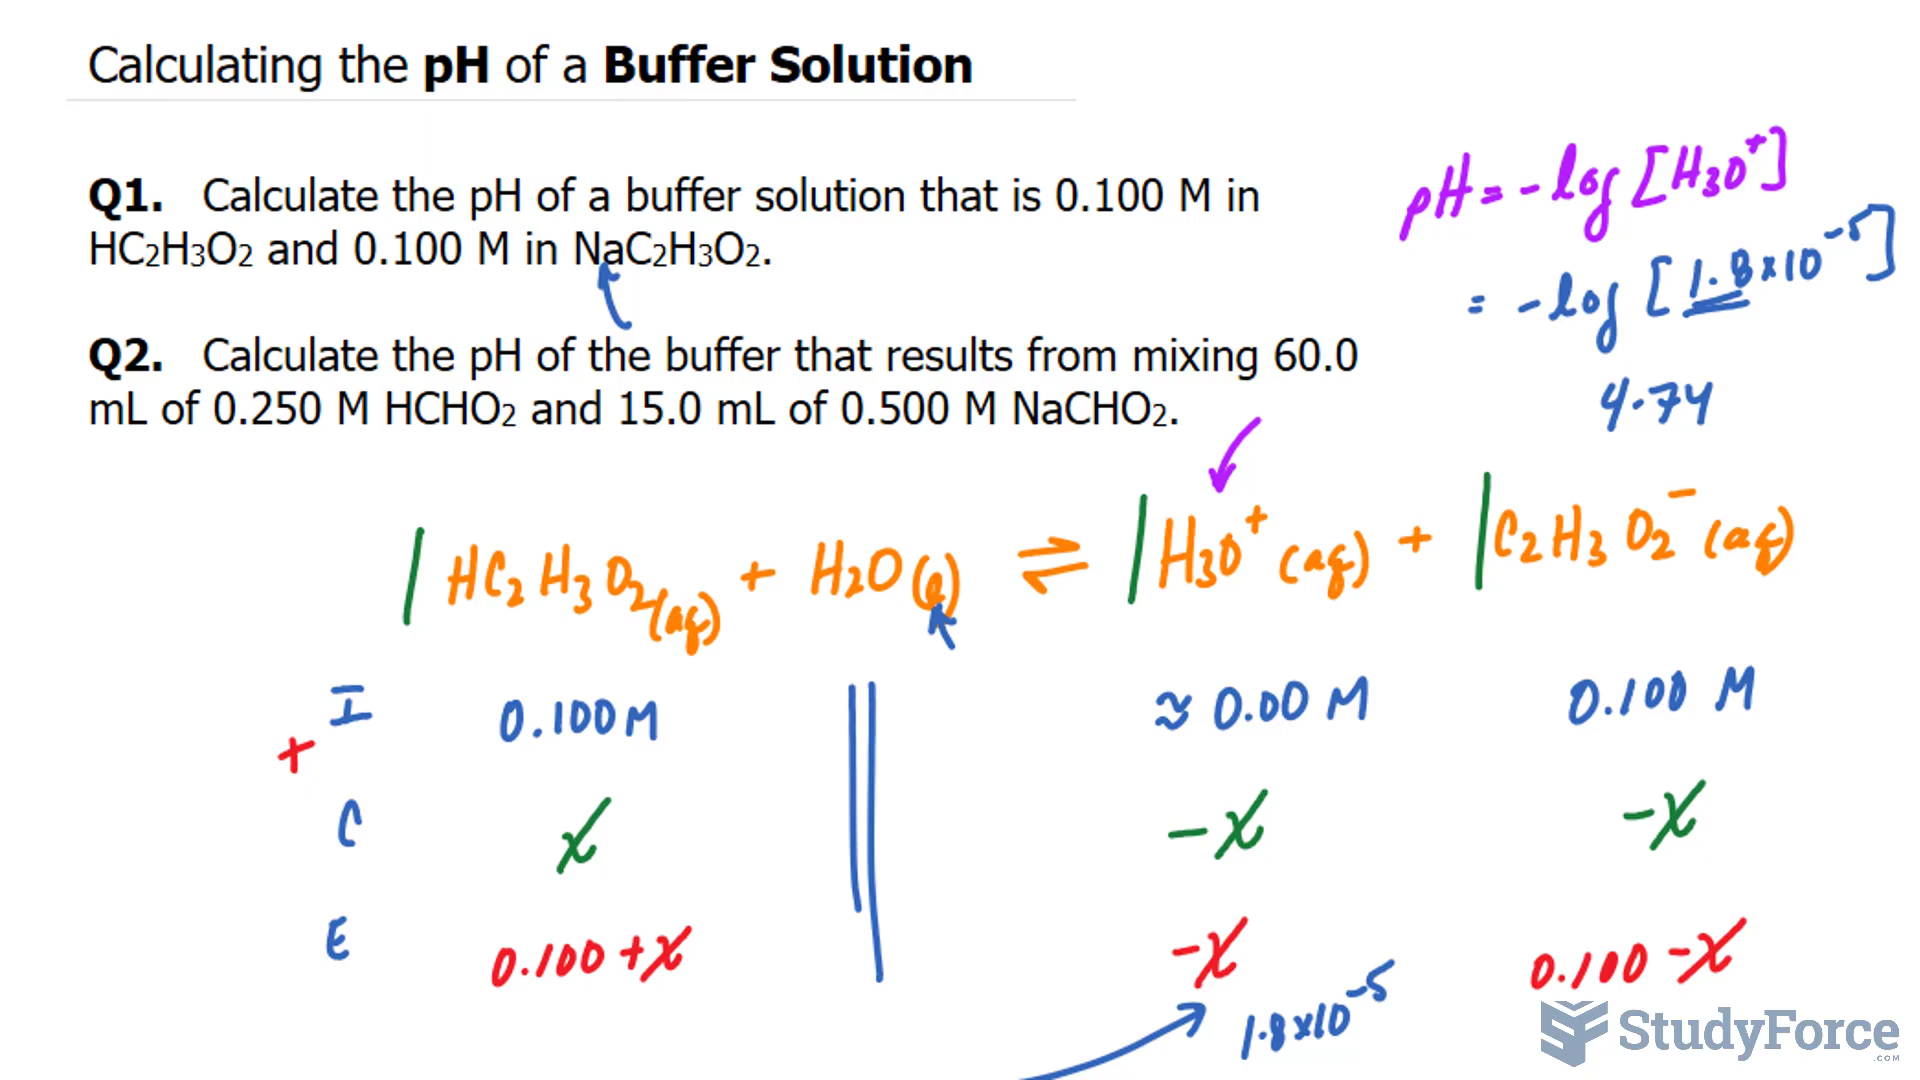 Calculating the pH of a Buffer Solution
Q1. Calculate the pH of a buffer solution that is 0.100 M in
HC2H3O2 and 0.100 M in NaC2H3O2.
Q2. Calculate the pH of the buffer that results from mixing 60.0
mL of 0.250 M HCHO2 and 15.0 mL of 0.500 M NaCHO2.
pH = -log [H3O⁺]
= -log [1.8x10⁻⁵]
4.74
HC2H3O2(aq) + H2O(l) ⇌ H3O⁺(aq) + C2H3O2⁻(aq)
I 0.100M ≈ 0.00 M 0.100 M
+
C x -x -x
E 0.100+x -x 0.100-x
1.8x10⁻⁵
StudyForce
.COM